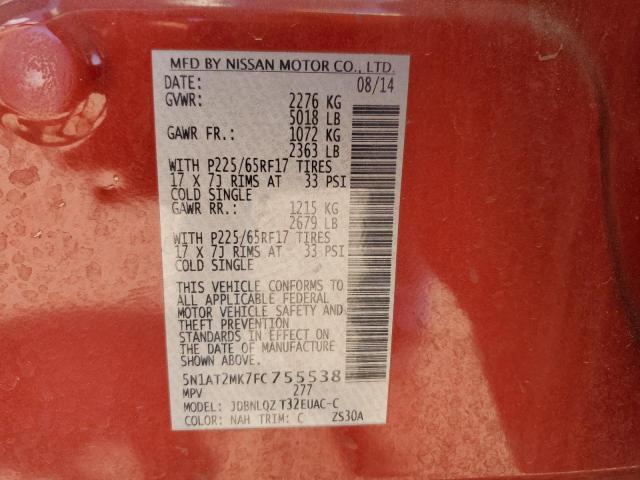 MFD BY NISSAN MOTOR CO., LTD.
DATE: 08/14
GVWR: 2276 KG
5018 LB
GAWR FR.: 1072 KG
2363 LB
WITH P225/65RF17 TIRES
17 X 7J RIMS AT 33 PSI
COLD SINGLE
GAWR RR.: 1215 KG
2679 LB
WITH P225/65RF17 TIRES
17 X 7J RIMS AT 33 PSI
COLD SINGLE
THIS VEHICLE CONFORMS TO
ALL APPLICABLE FEDERAL
MOTOR VEHICLE SAFETY AND
THEFT PREVENTION
STANDARDS IN EFFECT ON
THE DATE OF MANUFACTURE
SHOWN ABOVE.
5N1AT2MK7FC755538
MPV 277
MODEL: JDBNLQZ T32EUAC-C
COLOR: NAH TRIM: C ZS30A